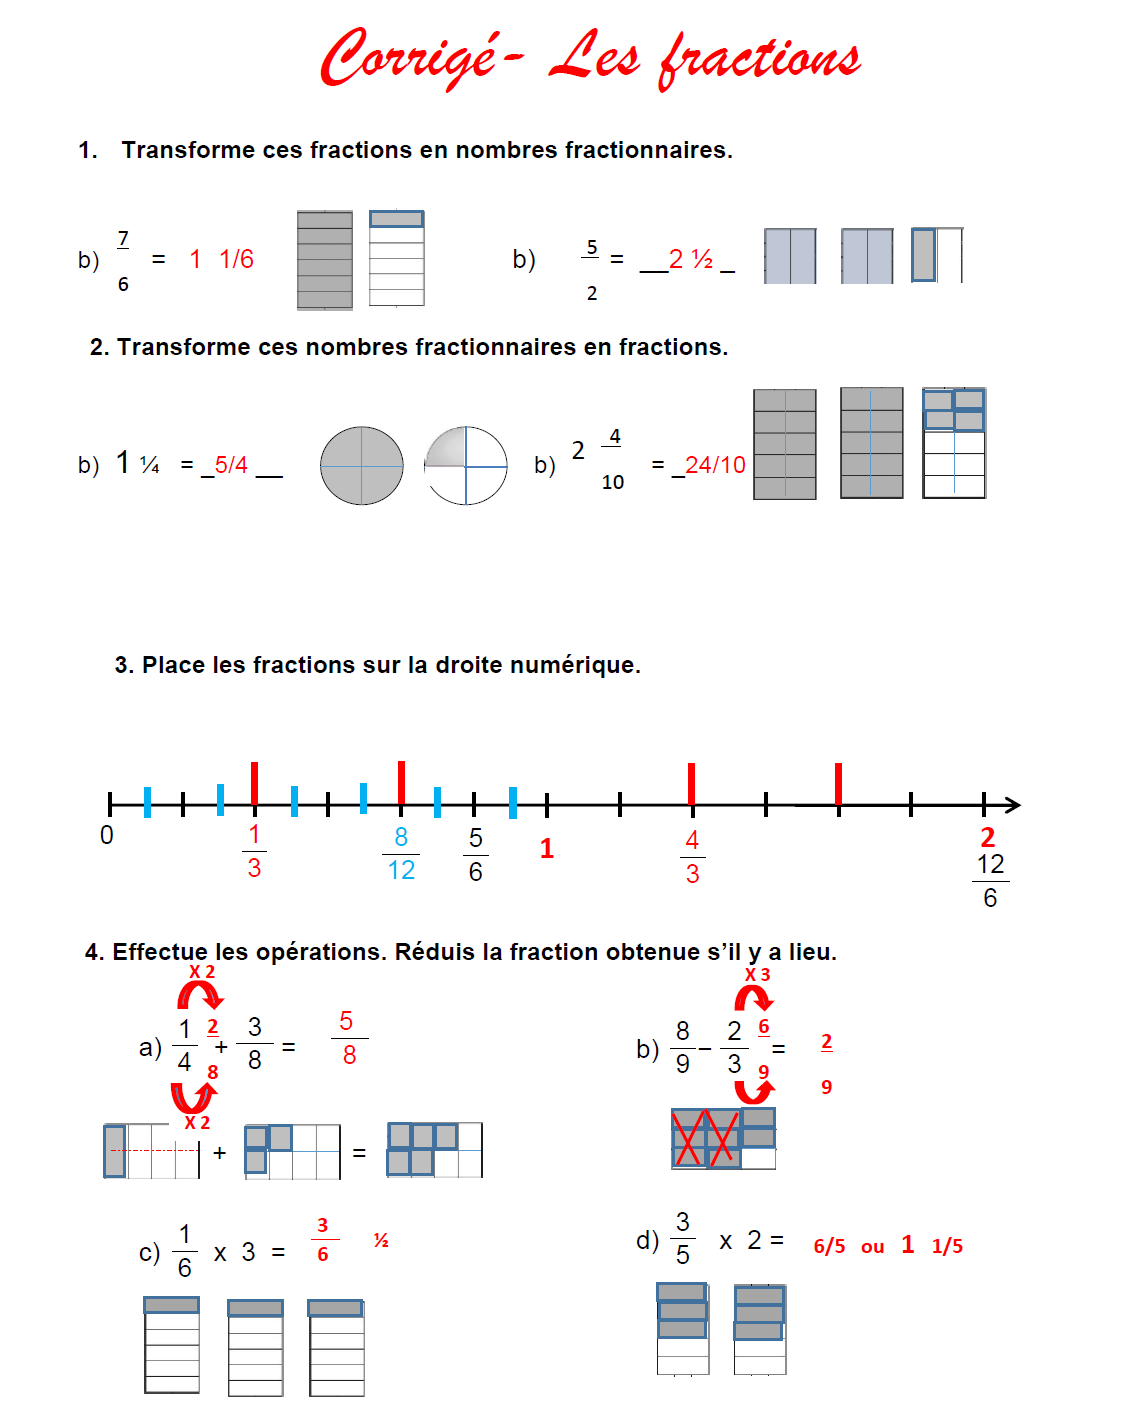 Corrigé- Les fractions
1. Transforme ces fractions en nombres fractionnaires.
b) 7/6 = 1 1/6 b) 5/2 = __2 ½ _
2. Transforme ces nombres fractionnaires en fractions.
b) 1 ¼ = _5/4 __ b) 2 4/10 = _24/10
3. Place les fractions sur la droite numérique.
0 1/3 8/12 5/6 1 4/3 2 12/6
4. Effectue les opérations. Réduis la fraction obtenue s’il y a lieu.
X 2 X 3
a) 1/4 2/8 + 3/8 = 5/8 b) 8/9 − 2/3 6/9 = 2/9
X 2
+ =
c) 1/6 x 3 = 3/6 ½ d) 3/5 x 2 = 6/5 ou 1 1/5